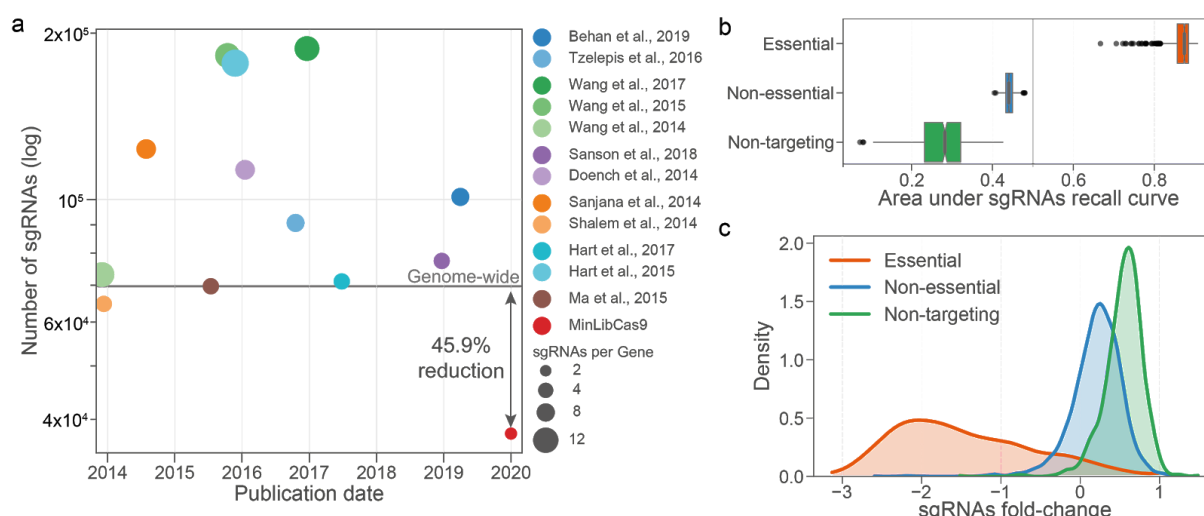 a
Number of sgRNAs (log)
2x10⁵
10⁵
6x10⁴
4x10⁴
Genome-wide
45.9%
reduction
2014 2015 2016 2017 2018 2019 2020
Publication date
Behan et al., 2019
Tzelepis et al., 2016
Wang et al., 2017
Wang et al., 2015
Wang et al., 2014
Sanson et al., 2018
Doench et al., 2014
Sanjana et al., 2014
Shalem et al., 2014
Hart et al., 2017
Hart et al., 2015
Ma et al., 2015
MinLibCas9
sgRNAs per Gene
2
4
8
12
b
Essential
Non-essential
Non-targeting
0.2 0.4 0.6 0.8
Area under sgRNAs recall curve
c
Density
2.0
1.5
1.0
0.5
0.0
Essential
Non-essential
Non-targeting
−3 −2 −1 0 1
sgRNAs fold-change